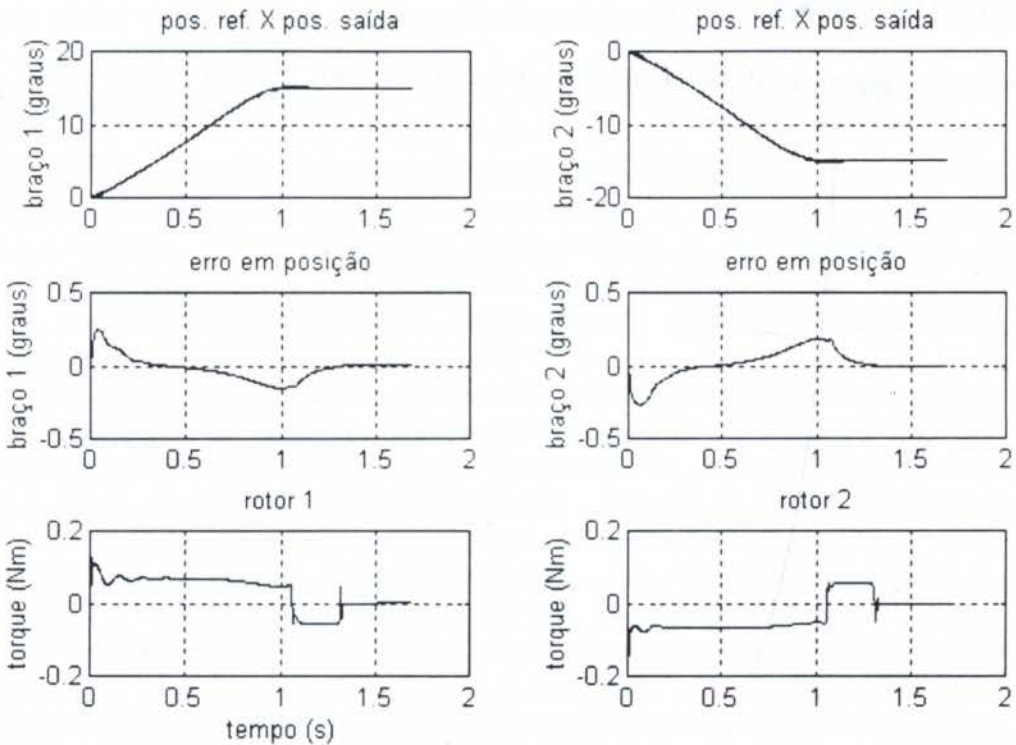 pos. ref. X pos. saída
braço 1 (graus)
20
10
0
0 0.5 1 1.5 2
pos. ref. X pos. saída
braço 2 (graus)
0
-10
-20
0 0.5 1 1.5 2
erro em posição
braço 1 (graus)
0.5
0
-0.5
0 0.5 1 1.5 2
erro em posição
braço 2 (graus)
0.5
0
-0.5
0 0.5 1 1.5 2
rotor 1
torque (Nm)
0.2
0
-0.2
0 0.5 1 1.5 2
tempo (s)
rotor 2
torque (Nm)
0.2
0
-0.2
0 0.5 1 1.5 2